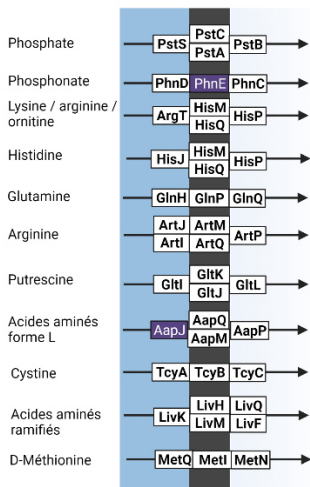 Phosphate
PstS
PstC
PstA
PstB
Phosphonate
PhnD
PhnE
PhnC
Lysine / arginine /
ornitine
ArgT
HisM
HisQ
HisP
Histidine
HisJ
HisM
HisQ
HisP
Glutamine
GlnH
GlnP
GlnQ
Arginine
ArtJ
ArtI
ArtM
ArtQ
ArtP
Putrescine
GltI
GltK
GltJ
GltL
Acides aminés
forme L
AapJ
AapQ
AapM
AapP
Cystine
TcyA
TcyB
TcyC
Acides aminés
ramifiés
LivK
LivH
LivM
LivQ
LivF
D-Méthionine
MetQ
MetI
MetN